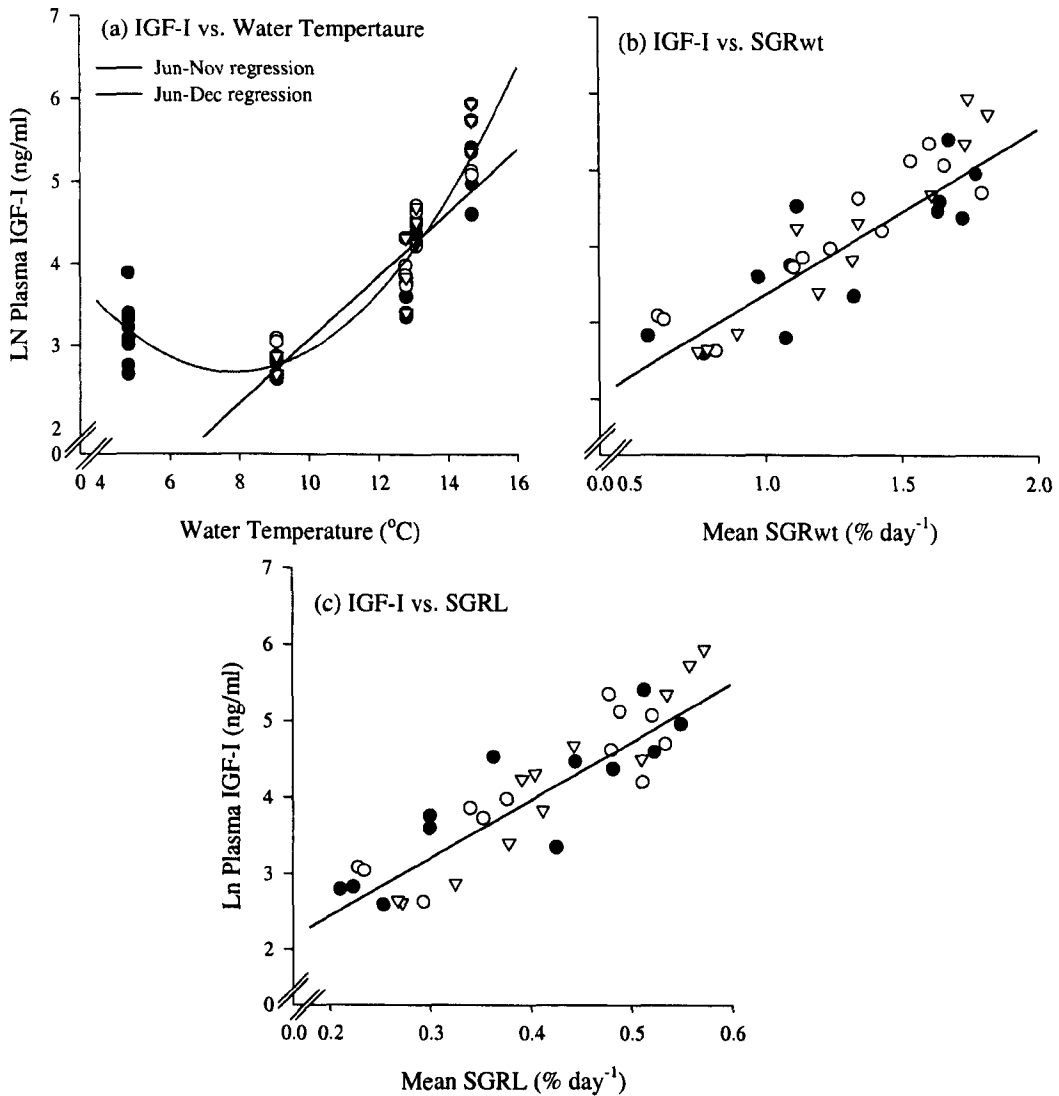 (a) IGF-I vs. Water Tempertaure
Jun-Nov regression
Jun-Dec regression
LN Plasma IGF-I (ng/ml)
7
6
5
4
3
2
0
0 4 6 8 10 12 14 16
Water Temperature (°C)
(b) IGF-I vs. SGRwt
0.0 0.5 1.0 1.5 2.0
Mean SGRwt (% day-1)
(c) IGF-I vs. SGRL
Ln Plasma IGF-I (ng/ml)
7
6
5
4
3
2
0
0.0 0.2 0.3 0.4 0.5 0.6
Mean SGRL (% day-1)